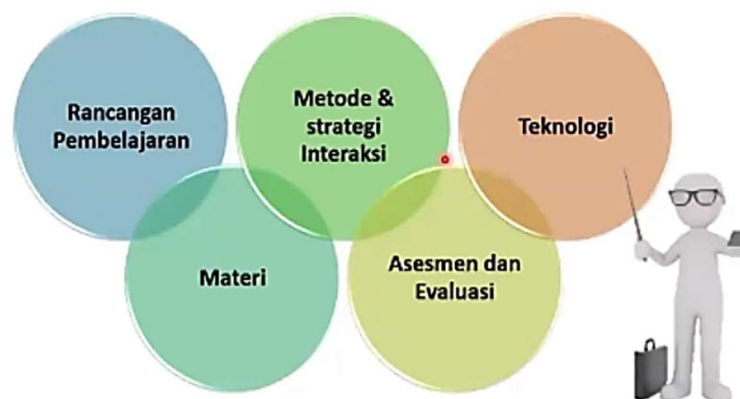 Rancangan
Pembelajaran
Metode &
strategi
Interaksi
Teknologi
Materi
Asesmen dan
Evaluasi